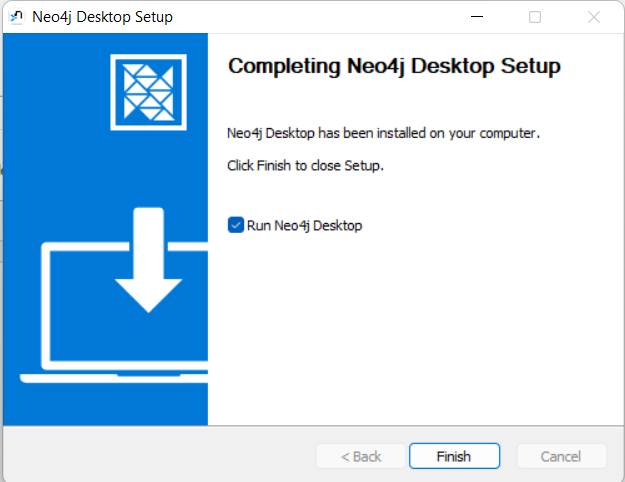 Neo4j Desktop Setup
Completing Neo4j Desktop Setup
Neo4j Desktop has been installed on your computer.
Click Finish to close Setup.
Run Neo4j Desktop
< Back
Finish
Cancel